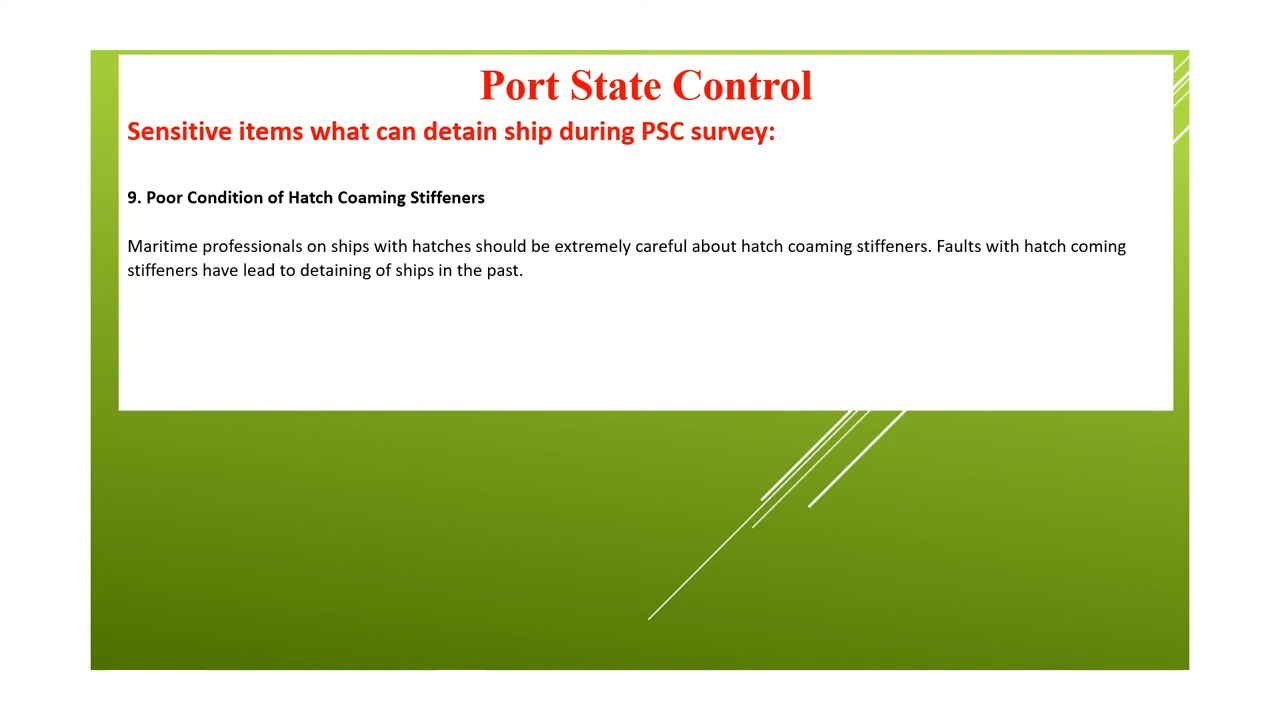 Port State Control
Sensitive items what can detain ship during PSC survey:
9. Poor Condition of Hatch Coaming Stiffeners
Maritime professionals on ships with hatches should be extremely careful about hatch coaming stiffeners. Faults with hatch coming
stiffeners have lead to detaining of ships in the past.